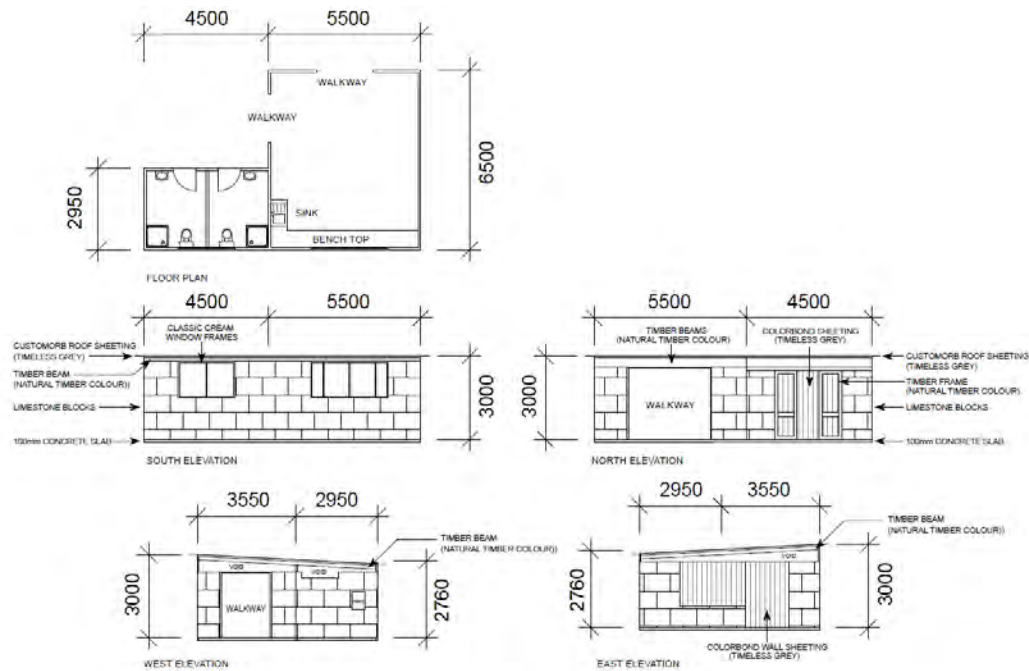 4500
5500
WALKWAY
WALKWAY
6500
2950
SINK
BENCH TOP
FLOOR PLAN
4500
5500
CLASSIC CREAM
WINDOW FRAMES
CUSTOMORB ROOF SHEETING
(TIMELESS GREY)
TIMBER BEAM
(NATURAL TIMBER COLOUR))
LIMESTONE BLOCKS
100mm CONCRETE SLAB
3000
SOUTH ELEVATION
5500
4500
TIMBER BEAMS
(NATURAL TIMBER COLOUR)
COLORBOND SHEETING
(TIMELESS GREY)
3000
WALKWAY
CUSTOMORB ROOF SHEETING
(TIMELESS GREY)
TIMBER FRAME
(NATURAL TIMBER COLOUR)
LIMESTONE BLOCKS
100mm CONCRETE SLAB
NORTH ELEVATION
3550
2950
TIMBER BEAM
(NATURAL TIMBER COLOUR))
VOID
VOID
3000
WALKWAY
2760
WEST ELEVATION
2950
3550
TIMBER BEAM
(NATURAL TIMBER COLOUR))
VOID
2760
3000
COLORBOND WALL SHEETING
(TIMELESS GREY)
EAST ELEVATION